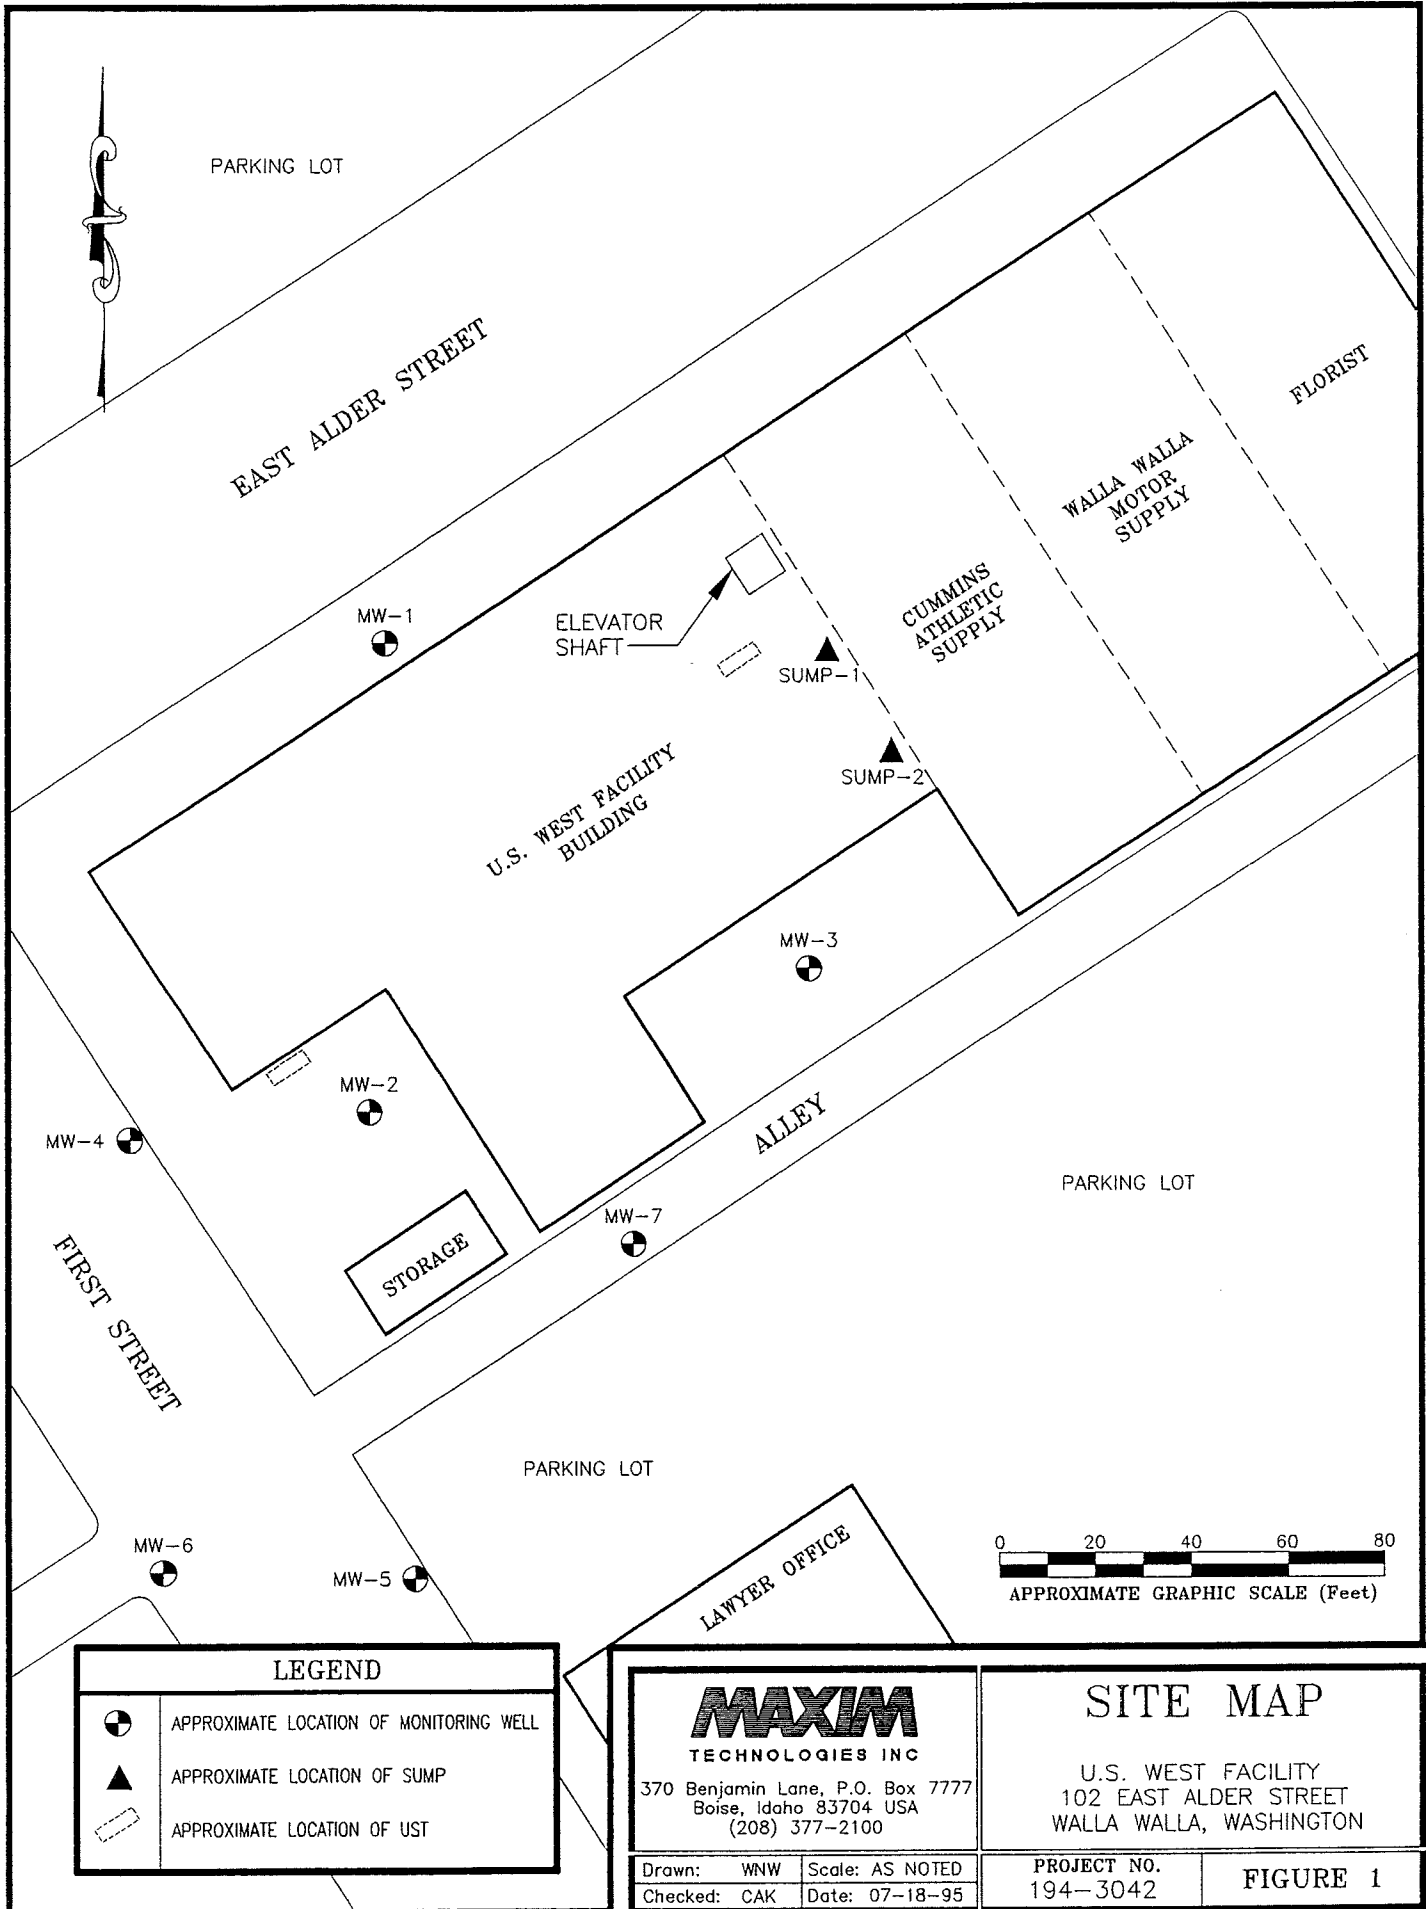 PARKING LOT
EAST ALDER STREET
FLORIST
WALLA WALLA
MOTOR
SUPPLY
CUMMINS
ATHLETIC
SUPPLY
ELEVATOR
SHAFT
MW-1
SUMP-1
SUMP-2
U.S. WEST FACILITY
BUILDING
MW-3
MW-2
MW-4
ALLEY
PARKING LOT
MW-7
STORAGE
FIRST STREET
PARKING LOT
MW-6
MW-5
LAWYER OFFICE
0 20 40 60 80
APPROXIMATE GRAPHIC SCALE (Feet)
LEGEND
APPROXIMATE LOCATION OF MONITORING WELL
APPROXIMATE LOCATION OF SUMP
APPROXIMATE LOCATION OF UST
MAXIM
TECHNOLOGIES INC
370 Benjamin Lane, P.O. Box 7777
Boise, Idaho 83704 USA
(208) 377-2100
Drawn: WNW Scale: AS NOTED
Checked: CAK Date: 07-18-95
SITE MAP
U.S. WEST FACILITY
102 EAST ALDER STREET
WALLA WALLA, WASHINGTON
PROJECT NO.
194-3042
FIGURE 1